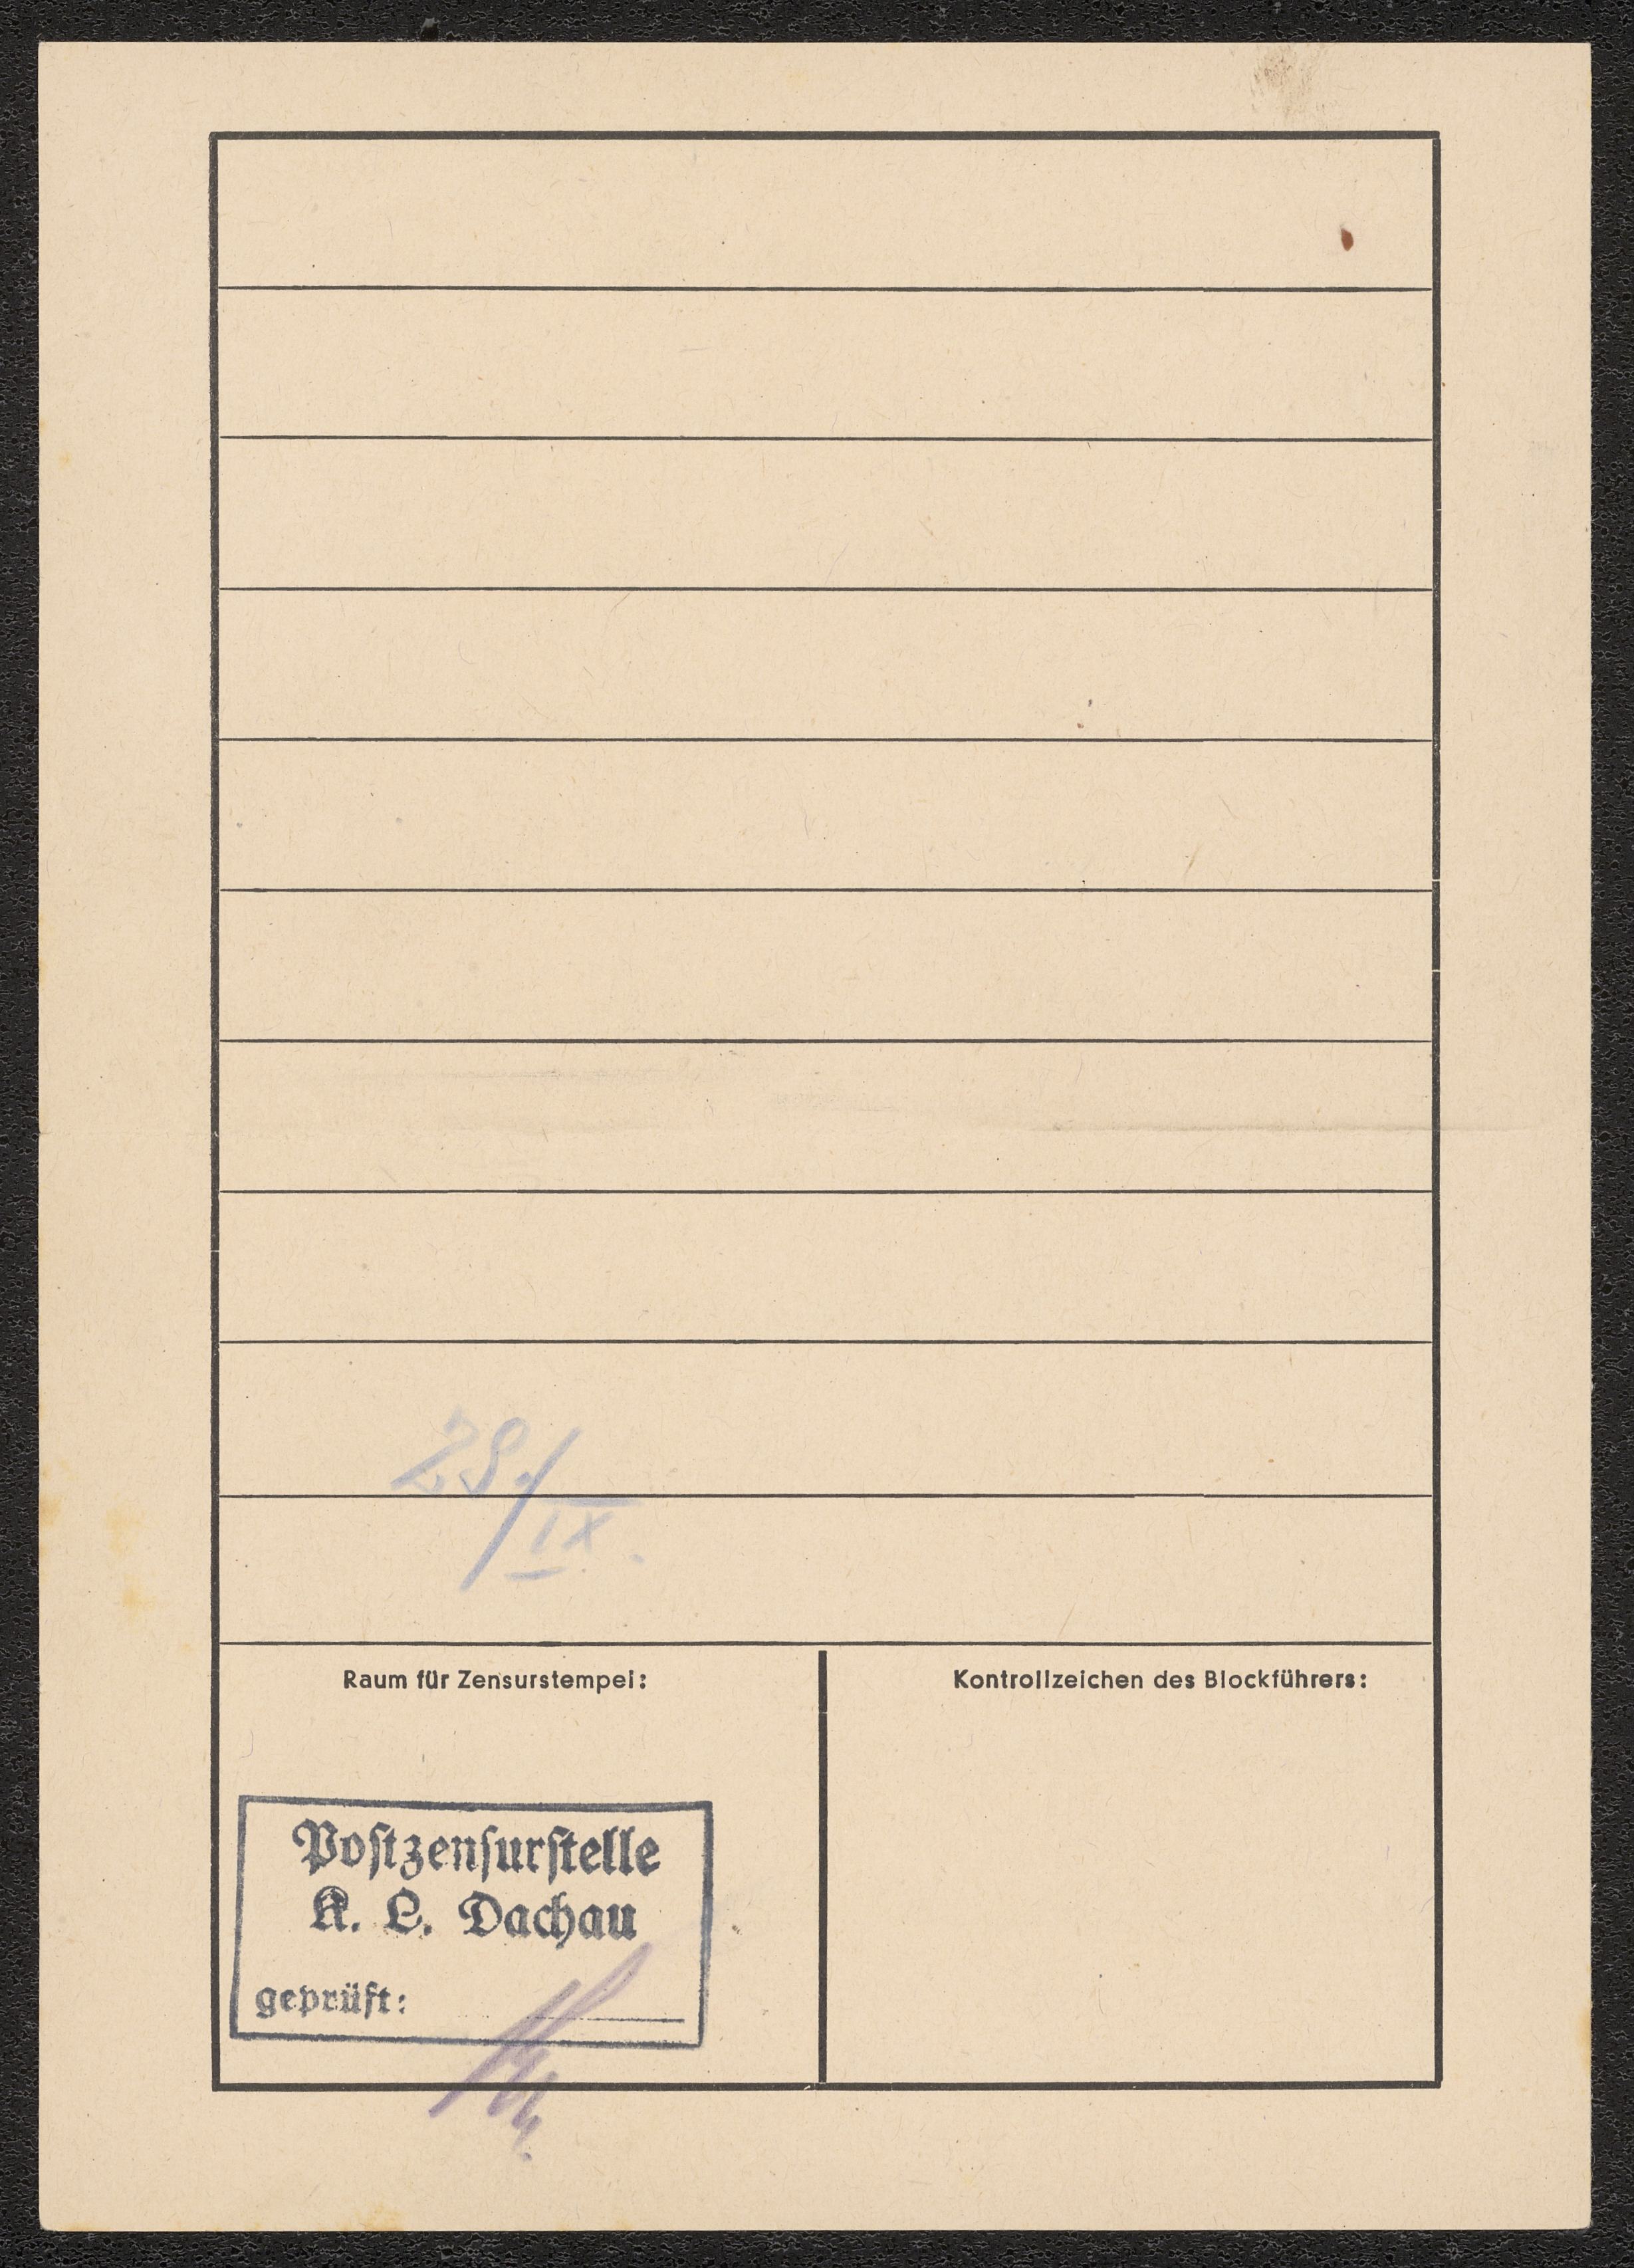 28./IX.
Raum für Zensurstempel:
Kontrollzeichen des Blockführers:
Postzensurstelle
K. L. Dachau
geprüft: